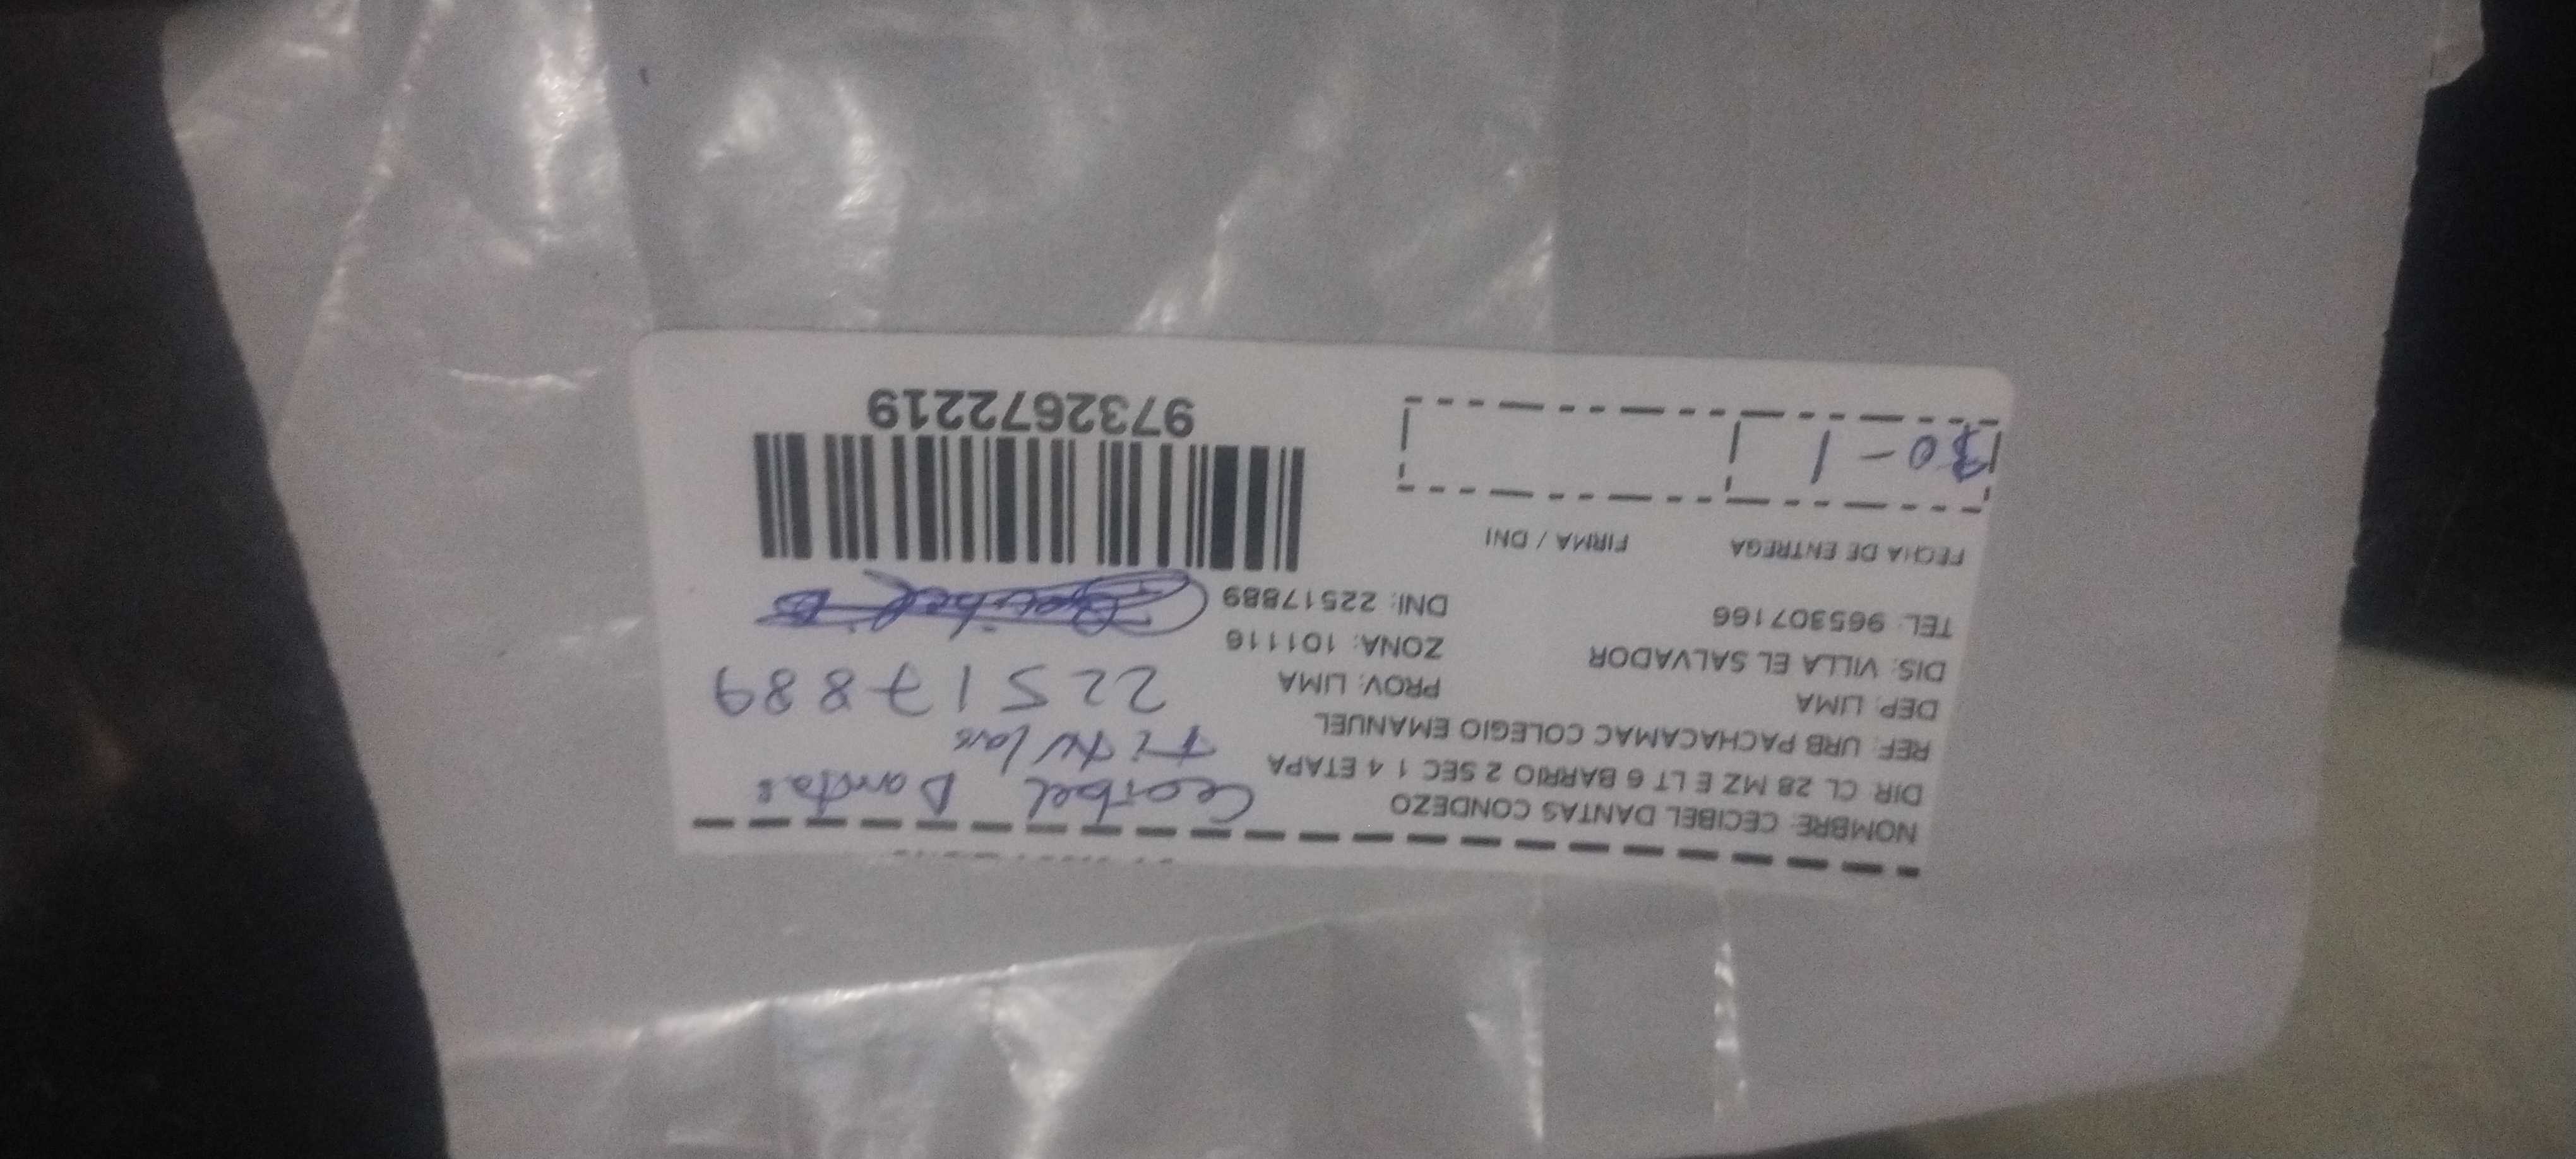 NOMBRE: CECIBEL DANTAS CONDEZO
DIR: CL 28 MZ E LT 6 BARRIO 2 SEC 1 4 ETAPA
REF: URB PACHACAMAC COLEGIO EMANUEL
DEP: LIMA PROV: LIMA
DIS: VILLA EL SALVADOR ZONA: 101116
TEL: 965307166 DNI: 22517889
Cecibel Dantas
Titular
22517889
FECHA DE ENTREGA FIRMA / DNI
30-1
9732672219